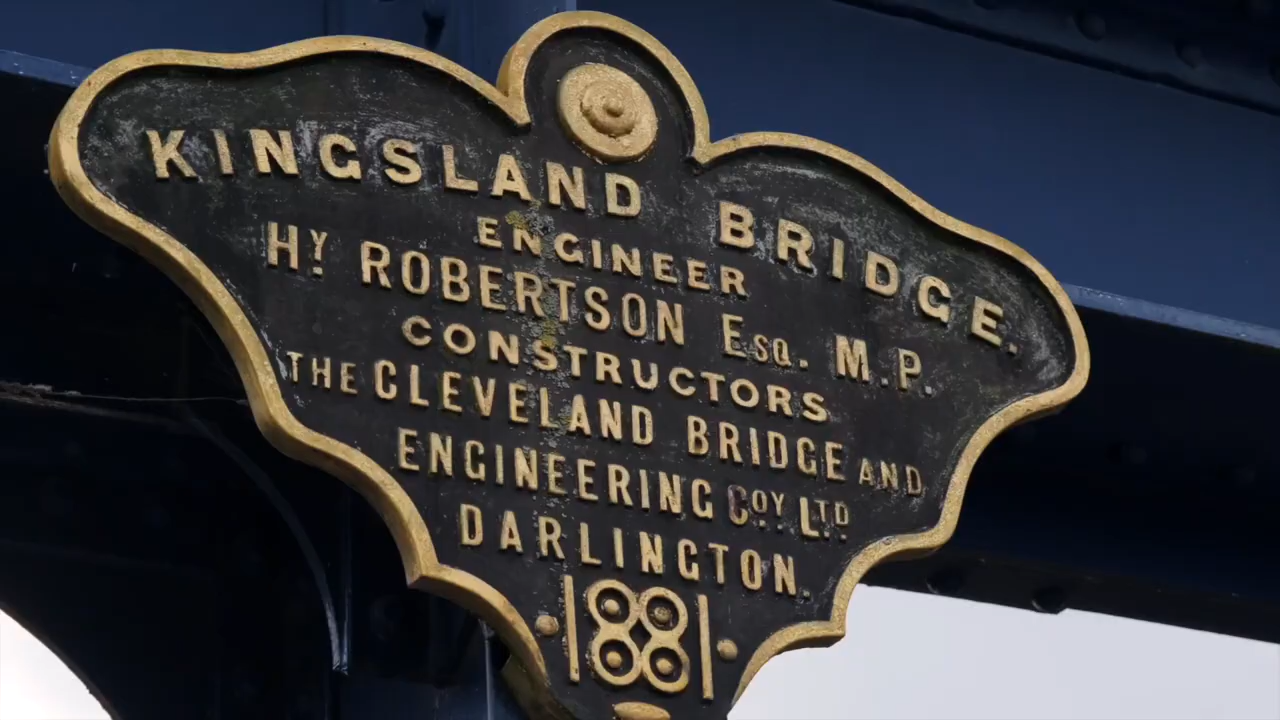 KINGSLAND BRIDGE.
ENGINEER
HY ROBERTSON ESQ. M.P.
CONSTRUCTORS
THE CLEVELAND BRIDGE AND
ENGINEERING COY LTD
DARLINGTON.
1881